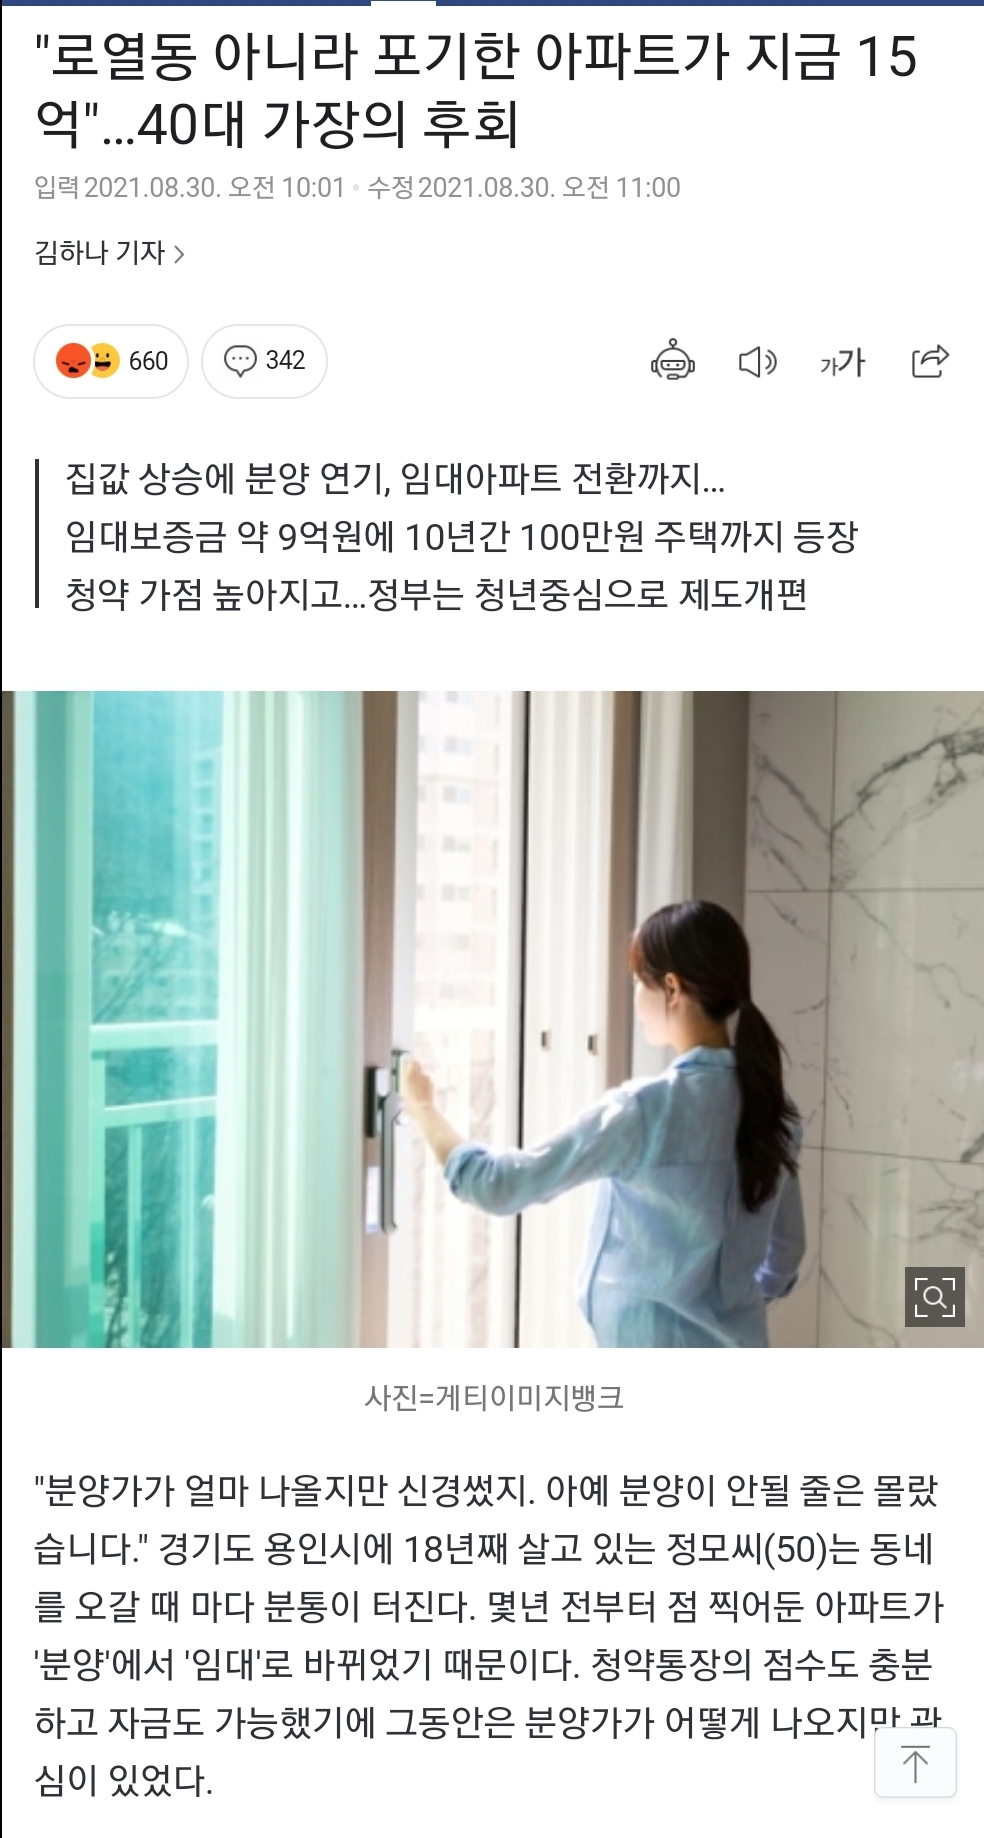 "로열동 아니라 포기한 아파트가 지금 15
억"...40대 가장의 후회
입력 2021.08.30. 오전 10:01 • 수정 2021.08.30. 오전 11:00
김하나 기자 >
660
342
가가
집값 상승에 분양 연기, 임대아파트 전환까지...
임대보증금 약 9억원에 10년간 100만원 주택까지 등장
청약 가점 높아지고...정부는 청년중심으로 제도개편
사진=게티이미지뱅크
"분양가가 얼마 나올지만 신경썼지. 아예 분양이 안될 줄은 몰랐
습니다." 경기도 용인시에 18년째 살고 있는 정모씨(50)는 동네
를 오갈 때 마다 분통이 터진다. 몇년 전부터 점 찍어둔 아파트가
'분양'에서 '임대'로 바뀌었기 때문이다. 청약통장의 점수도 충분
하고 자금도 가능했기에 그동안은 분양가가 어떻게 나오지만 관
심이 있었다.